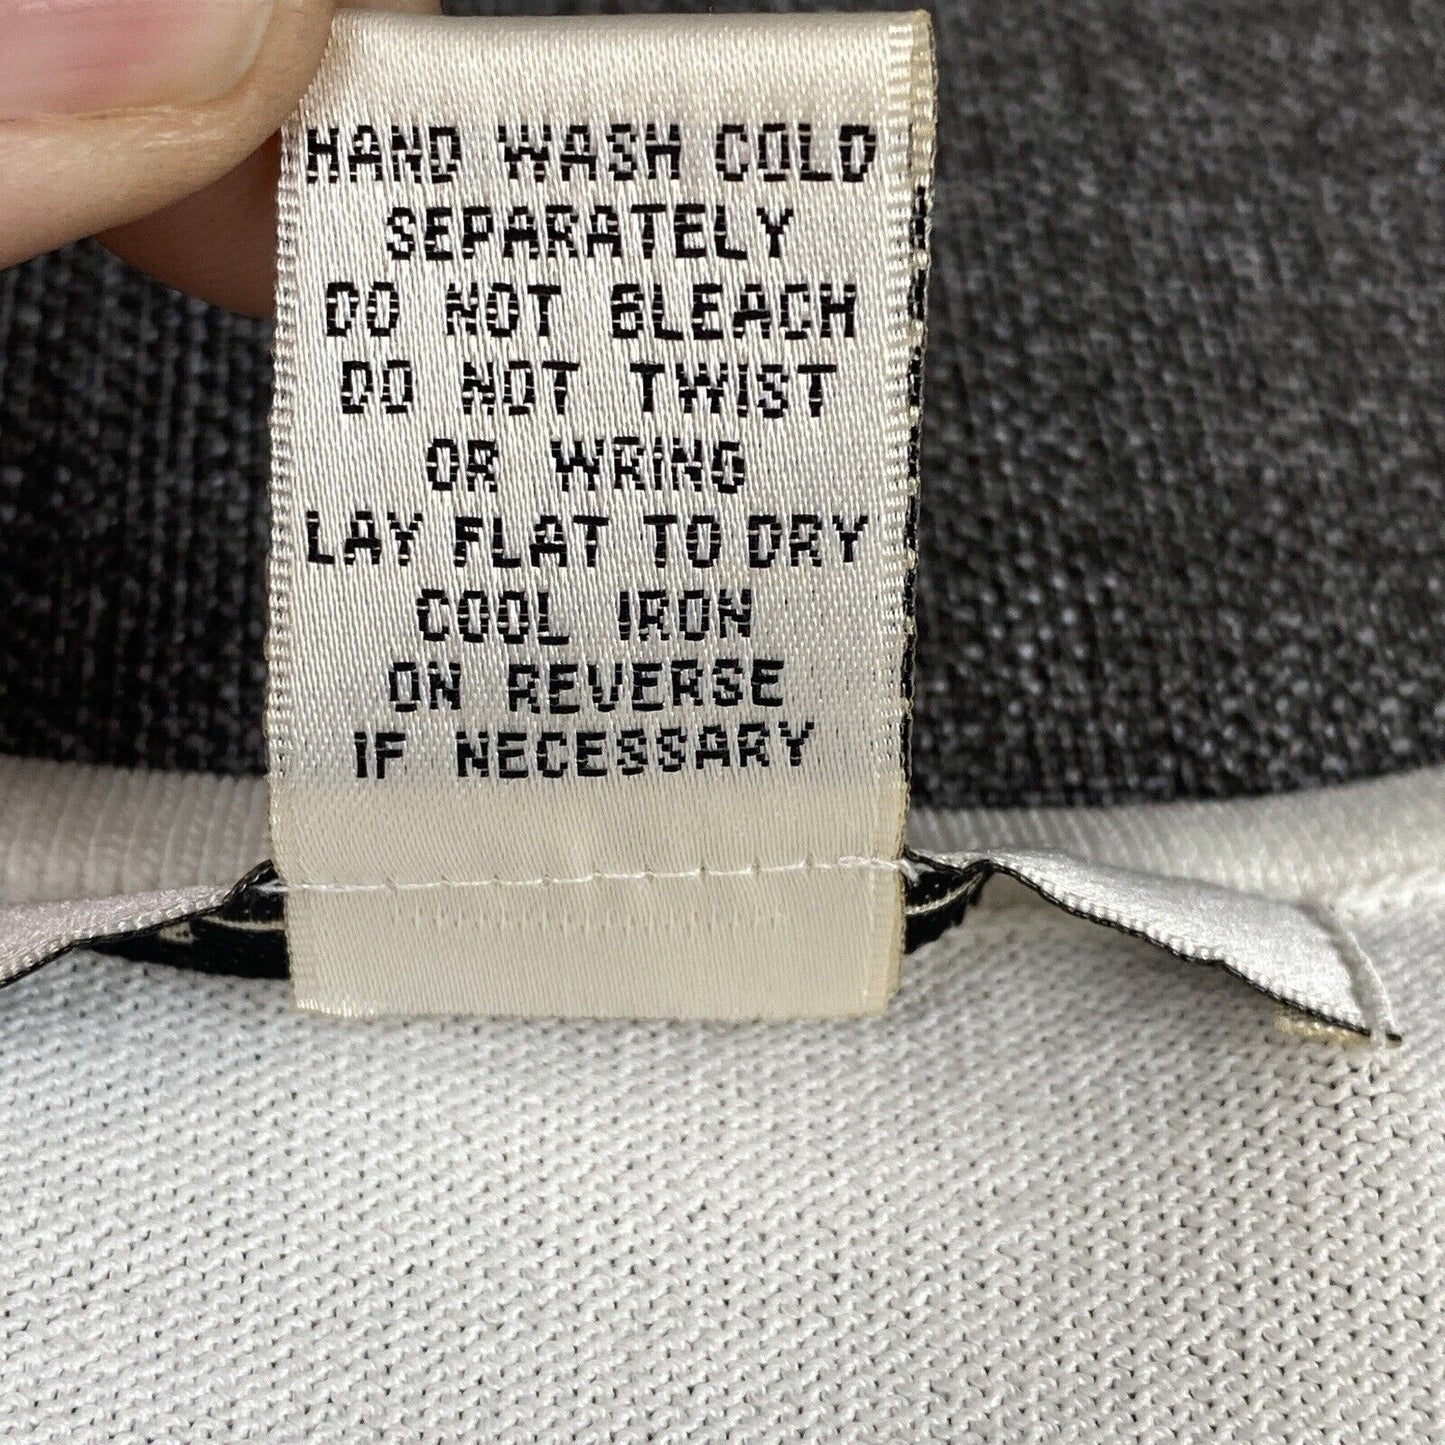 HAND WASH COLD
SEPARATELY
DO NOT BLEACH
DO NOT TWIST
OR WRING
LAY FLAT TO DRY
COOL IRON
ON REVERSE
IF NECESSARY